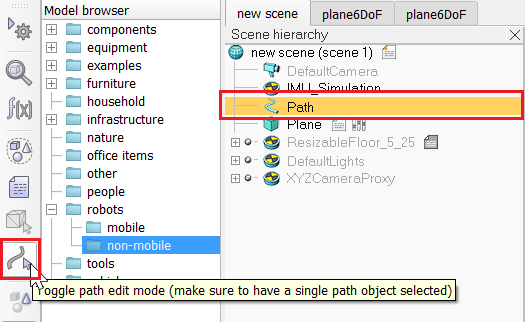 Model browser
components
equipment
examples
furniture
household
infrastructure
nature
office items
other
people
robots
mobile
non-mobile
tools
f(x)
new scene
plane6DoF
plane6DoF
Scene hierarchy
new scene (scene 1)
DefaultCamera
IMU_Simulation
Path
Plane
ResizableFloor_5_25
DefaultLights
XYZCameraProxy
Toggle path edit mode (make sure to have a single path object selected)